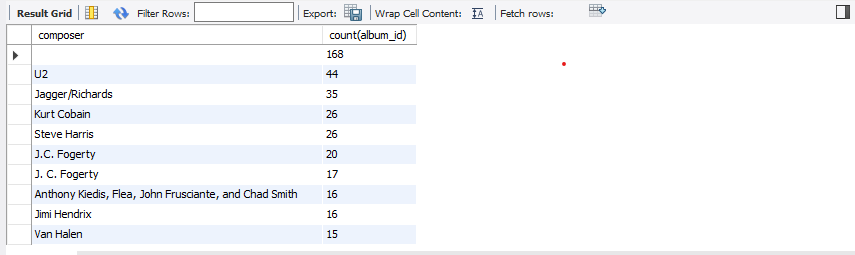 Result Grid Filter Rows: Export: Wrap Cell Content: Fetch rows:
composer count(album_id)
168
U2 44
Jagger/Richards 35
Kurt Cobain 26
Steve Harris 26
J.C. Fogerty 20
J. C. Fogerty 17
Anthony Kiedis, Flea, John Frusciante, and Chad Smith 16
Jimi Hendrix 16
Van Halen 15